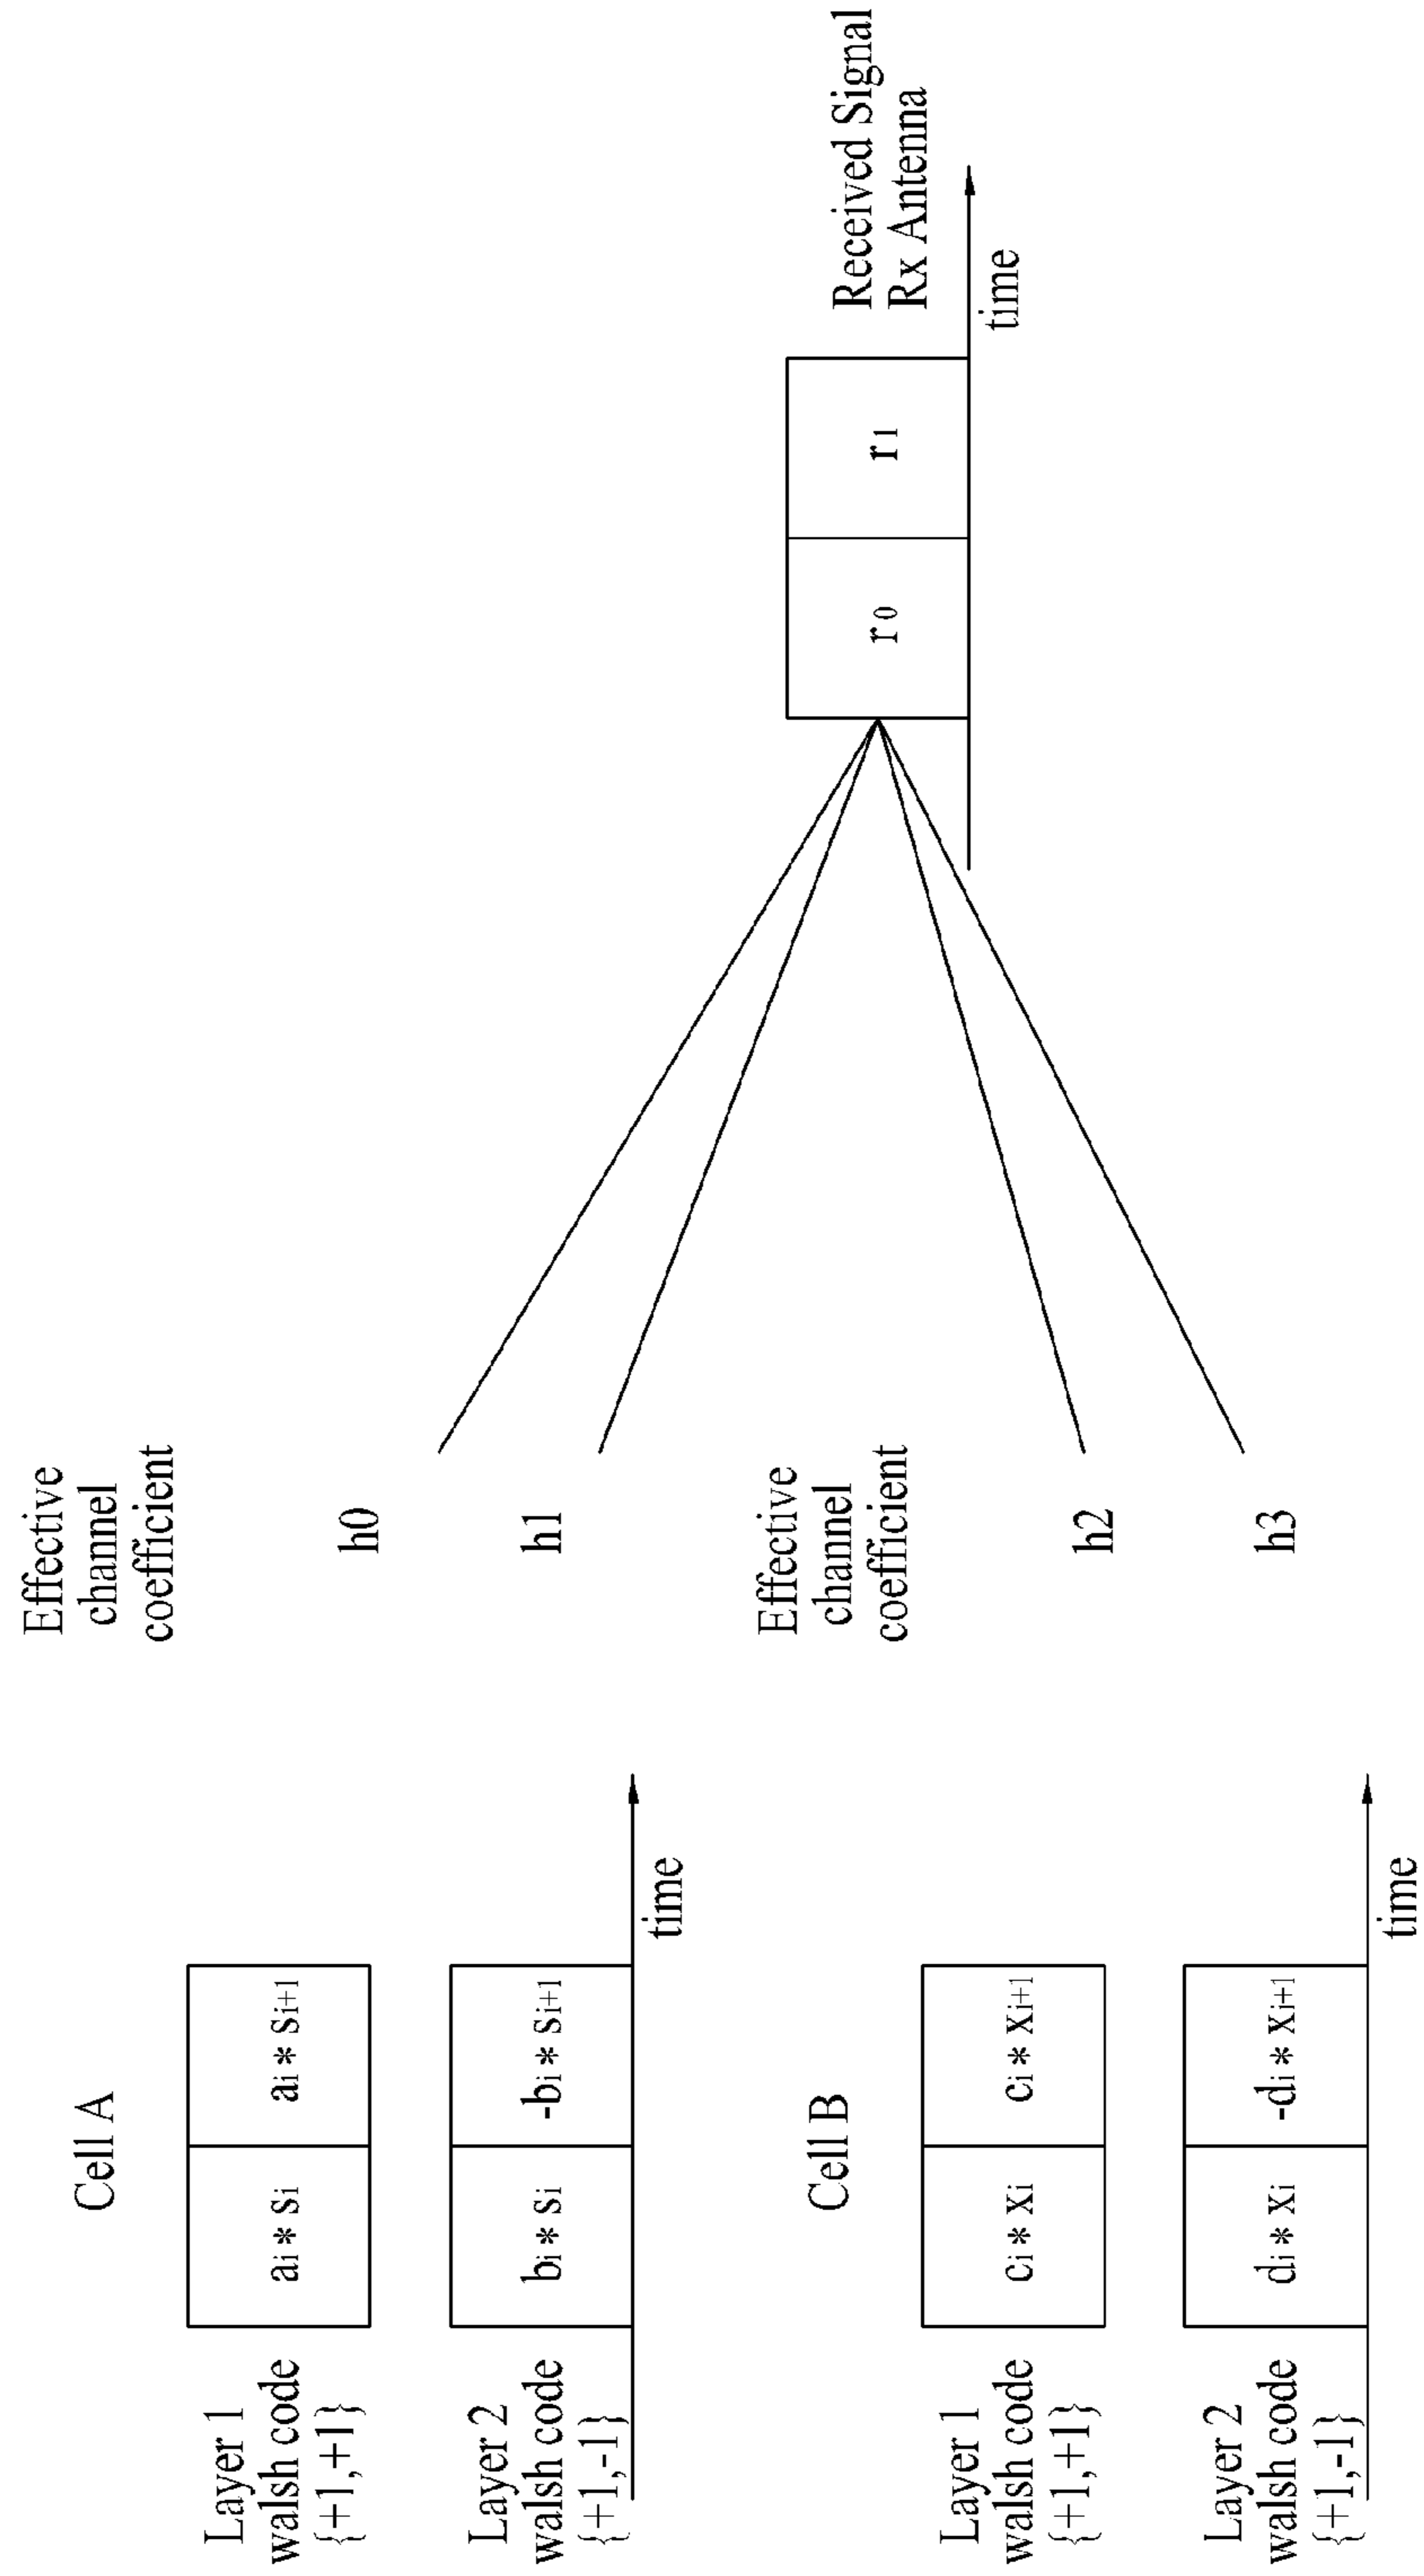 Cell A
Effective
channel
coefficient
Layer 1
walsh code
{+1,+1}
ai * Si
ai * Si+1
h0
Layer 2
walsh code
{+1,-1}
bi * Si
-bi * Si+1
h1
time
Cell B
Effective
channel
coefficient
Received Signal
Rx Antenna
r0
r1
time
Layer 1
walsh code
{+1,+1}
ci * Xi
ci * Xi+1
h2
Layer 2
walsh code
{+1,-1}
di * Xi
-di * Xi+1
h3
time